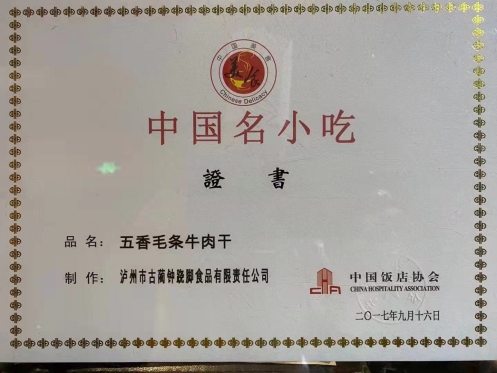 中国美食
美食
Chinese Delicacy
中国名小吃
證書
品名：五香毛条牛肉干
制作：泸州市古蔺钟跷脚食品有限责任公司
CHA
中国饭店协会
CHINA HOSPITALITY ASSOCIATION
二〇一七年九月十六日